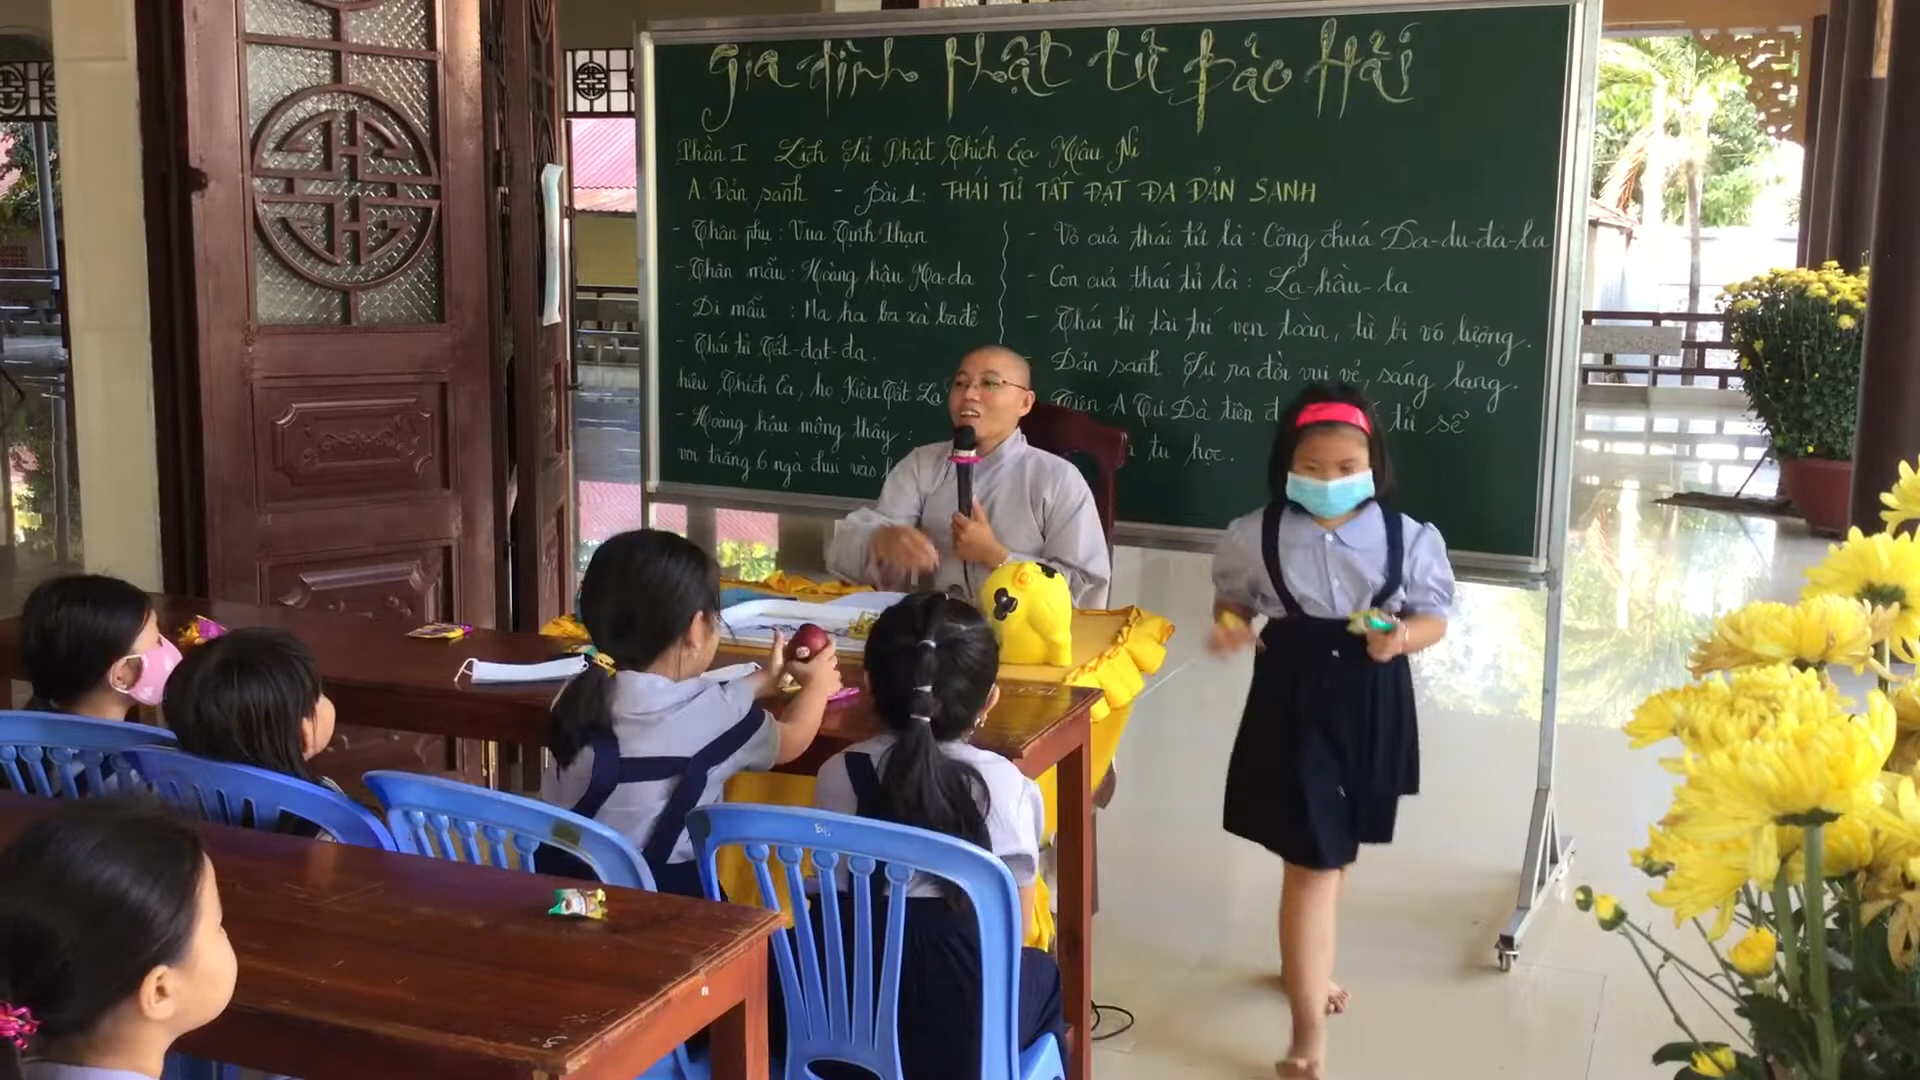 Gia đình Phật tử Bảo Hải
Phần I Lịch Sử Phật Thích Ca Mâu Ni
A. Đản sanh - Bài 1: THÁI TỬ TẤT ĐẠT ĐA ĐẢN SANH
- Thân phụ: Vua Tịnh Phạn
- Thân mẫu: Hoàng hậu Ma-da
- Di mẫu : Ma ha ba xà ba đề
- Thái tử Tất-đạt-đa.
hiệu Thích Ca, họ Kiều Tất La
- Hoàng hậu mộng thấy :
voi trắng 6 ngà chui vào
- Vợ của thái tử là: Công chúa Da-du-đà-la
- Con của thái tử là: La-hầu-la
- Thái tử tài trí vẹn toàn, từ bi vô lượng.
Đản sanh. Sự ra đời vui vẻ, sáng lạng.
Tiên A Tư Đà tiên tử sẽ
tu học.